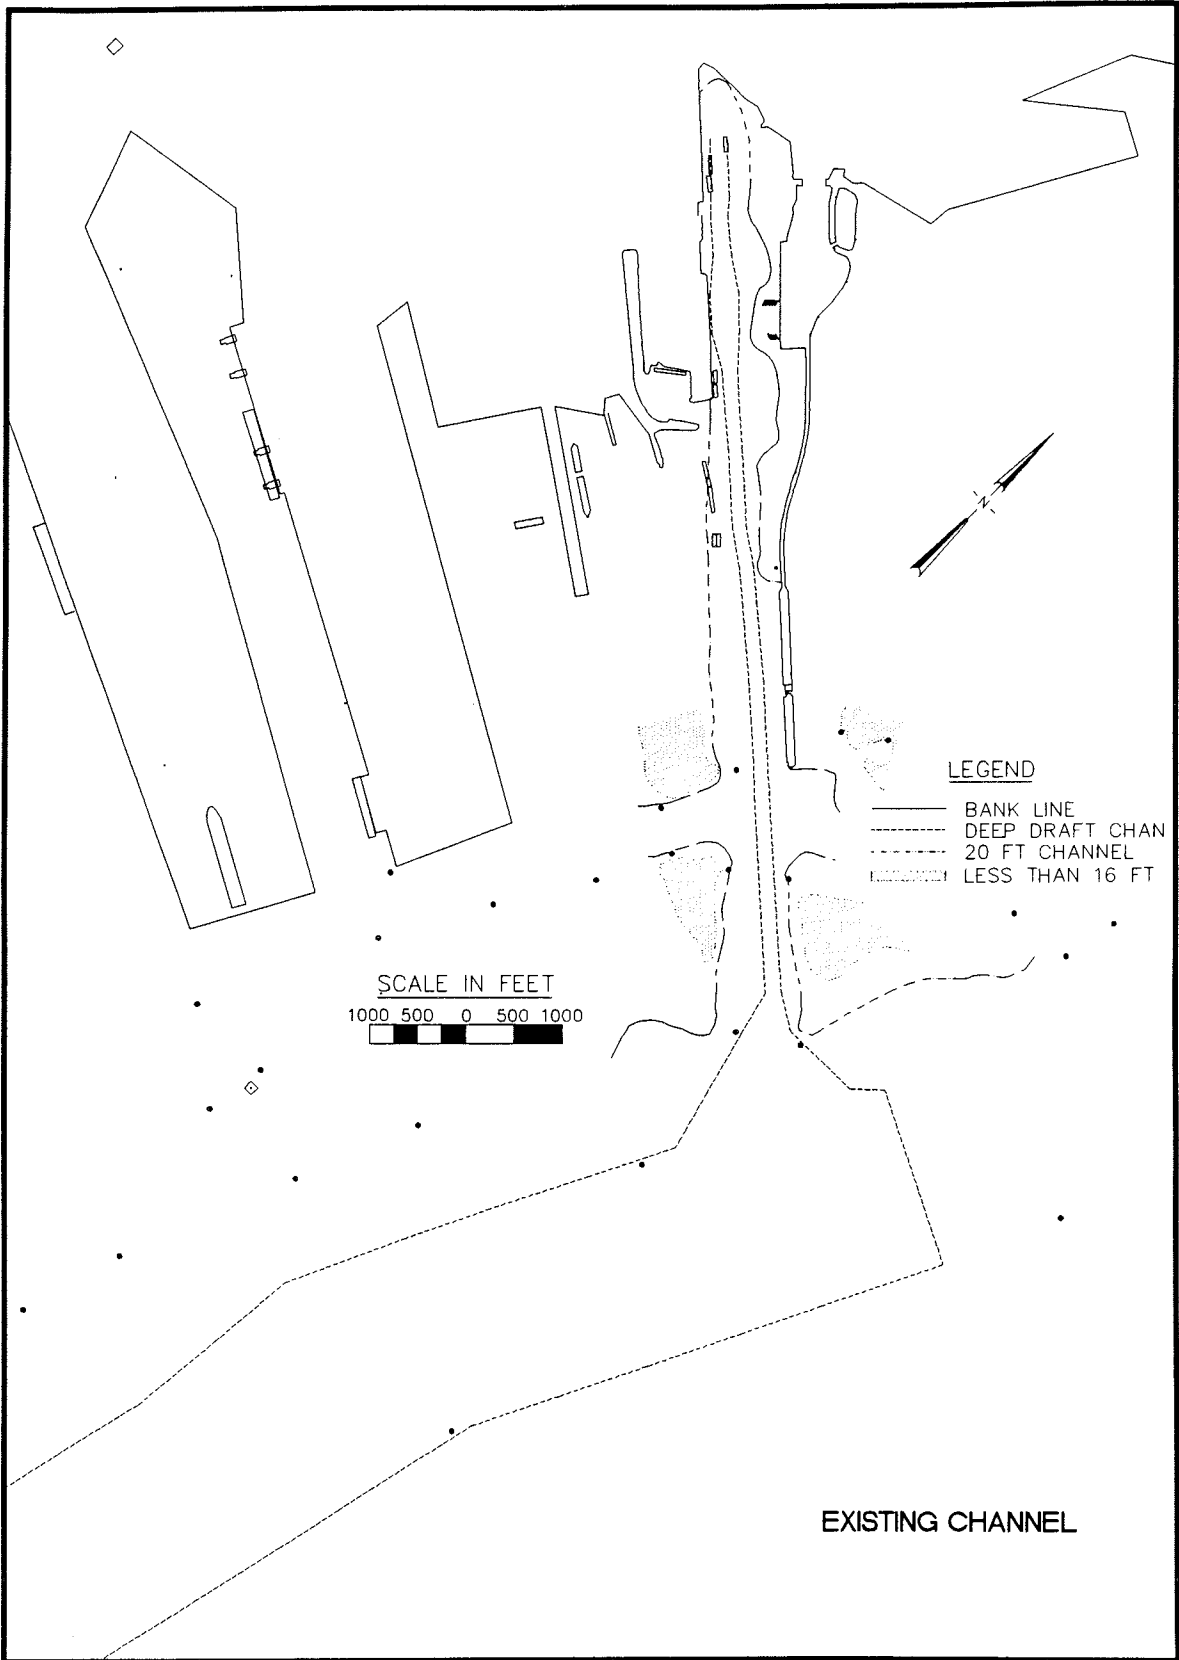 N
LEGEND
BANK LINE
DEEP DRAFT CHAN
20 FT CHANNEL
LESS THAN 16 FT
SCALE IN FEET
1000 500 0 500 1000
EXISTING CHANNEL